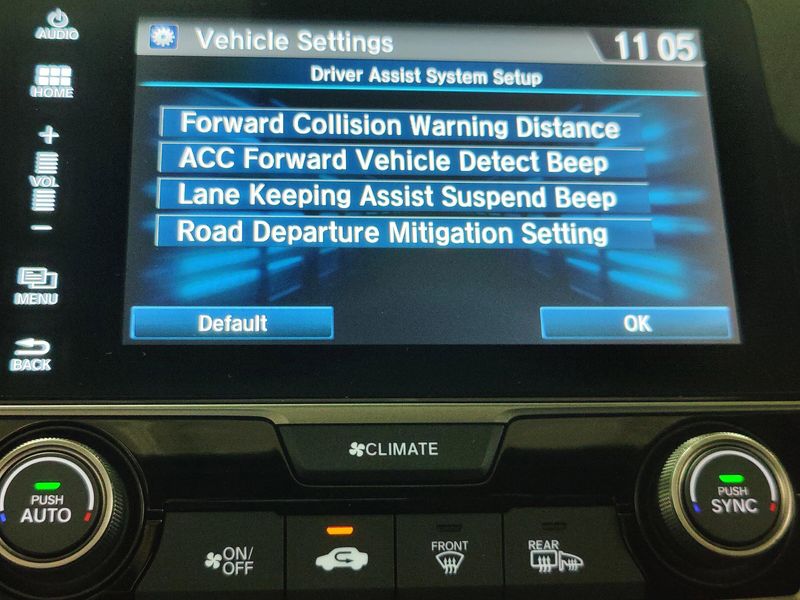 AUDIO
Vehicle Settings
11 05
Driver Assist System Setup
HOME
Forward Collision Warning Distance
ACC Forward Vehicle Detect Beep
Lane Keeping Assist Suspend Beep
Road Departure Mitigation Setting
+
VOL
−
MENU
Default
OK
BACK
CLIMATE
PUSH
AUTO
PUSH
SYNC
ON/
OFF
FRONT
REAR